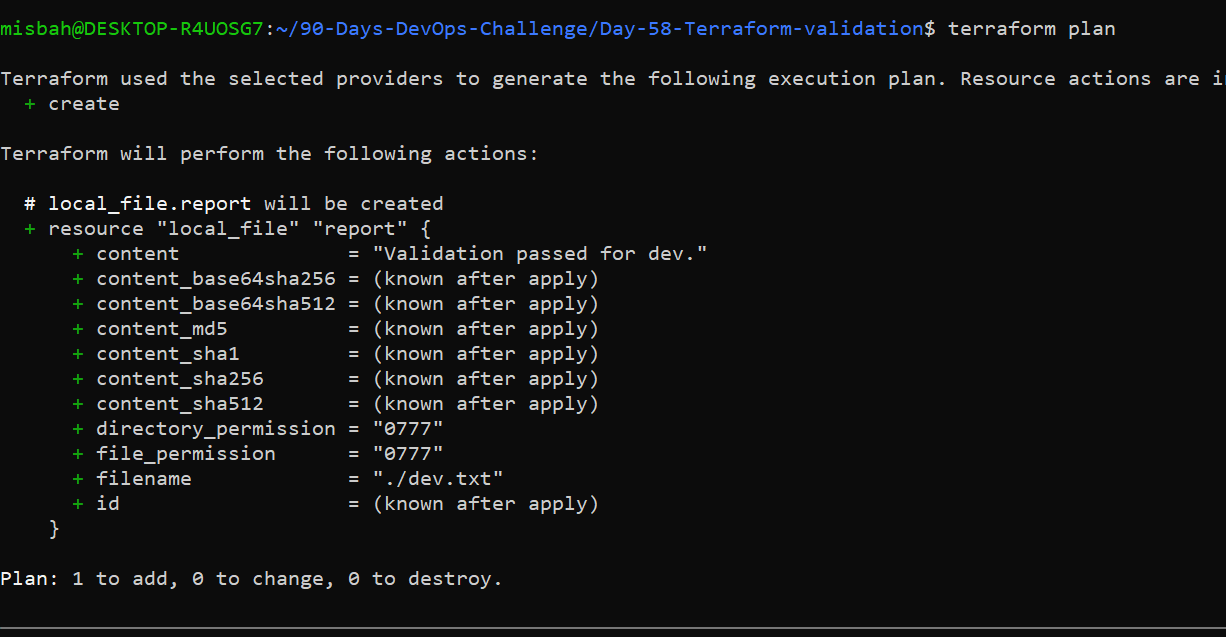 misbah@DESKTOP-R4UOSG7:~/90-Days-DevOps-Challenge/Day-58-Terraform-validation$ terraform plan
Terraform used the selected providers to generate the following execution plan. Resource actions are
+ create
Terraform will perform the following actions:
# local_file.report will be created
+ resource "local_file" "report" {
+ content = "Validation passed for dev."
+ content_base64sha256 = (known after apply)
+ content_base64sha512 = (known after apply)
+ content_md5 = (known after apply)
+ content_sha1 = (known after apply)
+ content_sha256 = (known after apply)
+ content_sha512 = (known after apply)
+ directory_permission = "0777"
+ file_permission = "0777"
+ filename = "./dev.txt"
+ id = (known after apply)
}
Plan: 1 to add, 0 to change, 0 to destroy.